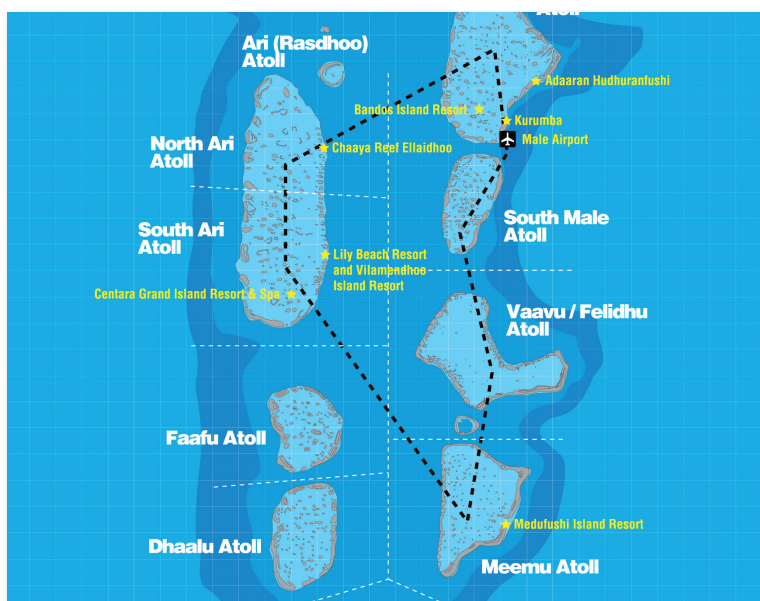 Atoll
Ari (Rasdhoo)
Atoll
Adaaran Hudhuranfushi
Bandos Island Resort
Kurumba
Male Airport
North Ari
Atoll
Chaaya Reef Ellaidhoo
South Ari
Atoll
South Male
Atoll
Lily Beach Resort
and Vilamendhoo
Island Resort
Centara Grand Island Resort & Spa
Vaavu / Felidhu
Atoll
Faafu Atoll
Medufushi Island Resort
Dhaalu Atoll
Meemu Atoll